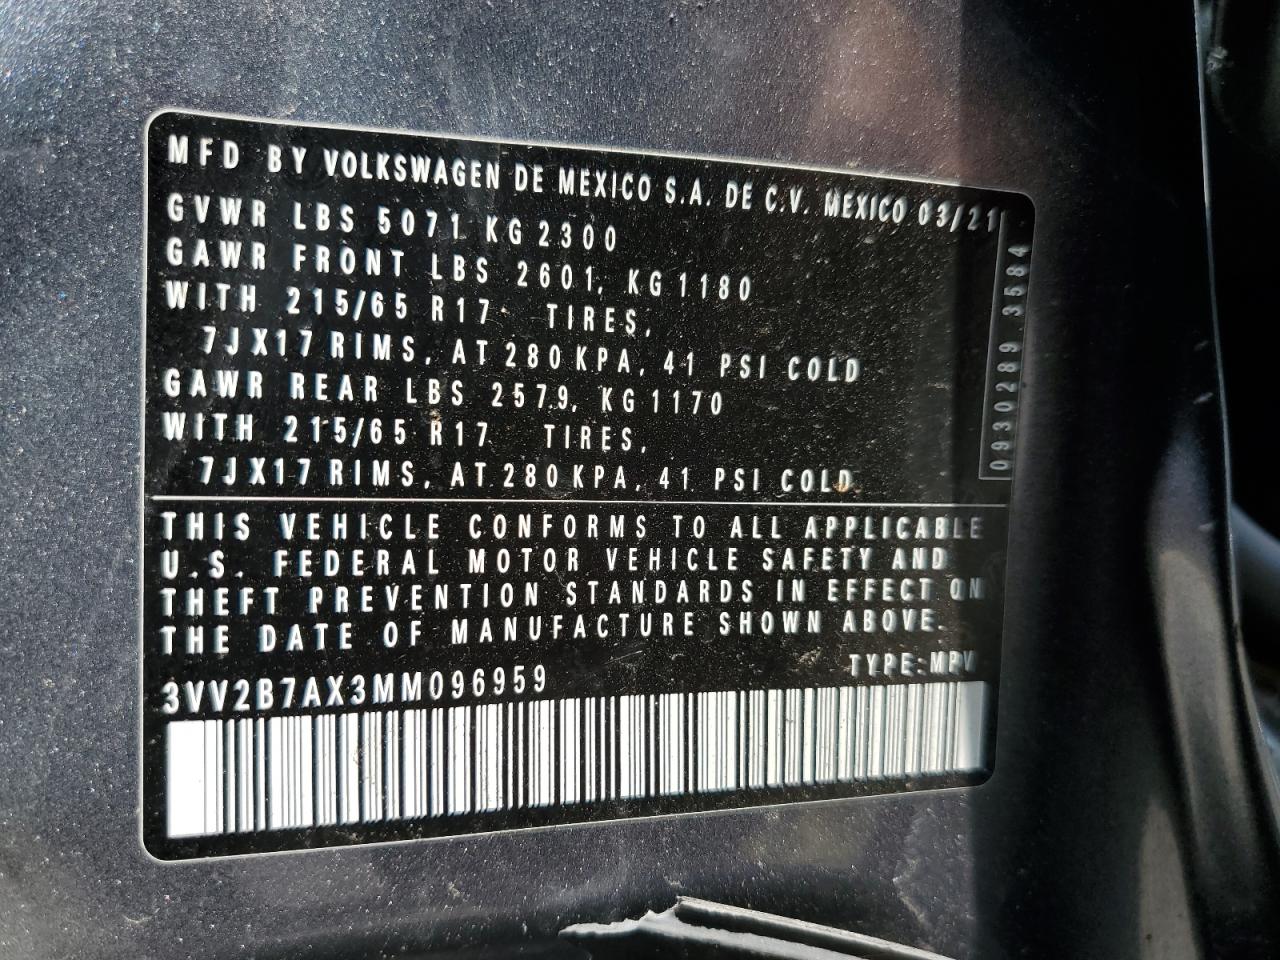 MFD BY VOLKSWAGEN DE MEXICO S.A. DE C.V. MEXICO 03/21
GVWR LBS 5071 KG 2300
GAWR FRONT LBS 2601, KG 1180
WITH 215/65 R17 TIRES,
7JX17 RIMS, AT 280 KPA, 41 PSI COLD
GAWR REAR LBS 2579, KG 1170
WITH 215/65 R17 TIRES,
7JX17 RIMS, AT 280 KPA, 41 PSI COLD
0930289 3584
THIS VEHICLE CONFORMS TO ALL APPLICABLE
U.S. FEDERAL MOTOR VEHICLE SAFETY AND
THEFT PREVENTION STANDARDS IN EFFECT ON
THE DATE OF MANUFACTURE SHOWN ABOVE.
TYPE:MPV
3VV2B7AX3MM096959